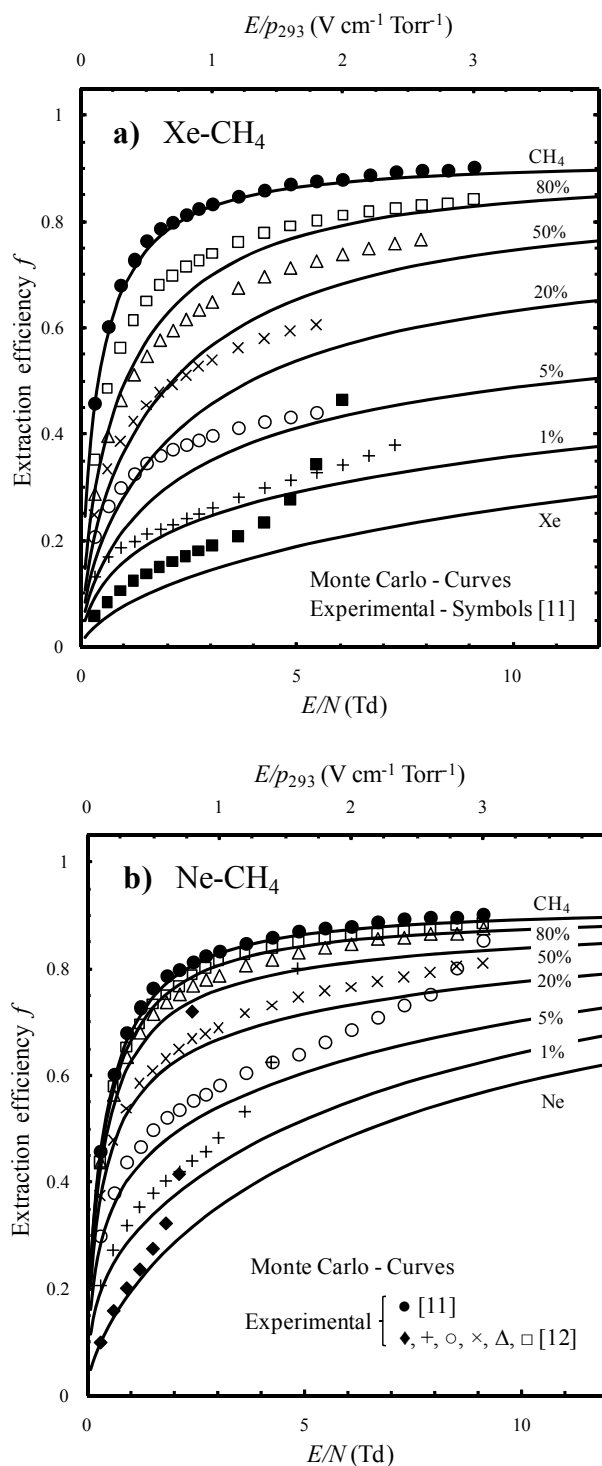 E/p293 (V cm-1 Torr-1)
0 1 2 3
a) Xe-CH4
1
0.8
0.6
0.4
0.2
0
Extraction efficiency f
CH4
80%
50%
20%
5%
1%
Xe
Monte Carlo - Curves
Experimental - Symbols [11]
0 5 10
E/N (Td)
E/p293 (V cm-1 Torr-1)
0 1 2 3
b) Ne-CH4
1
0.8
0.6
0.4
0.2
0
Extraction efficiency f
CH4
80%
50%
20%
5%
1%
Ne
Monte Carlo - Curves
Experimental
● [11]
◆, +, ○, ×, Δ, □ [12]
0 5 10
E/N (Td)